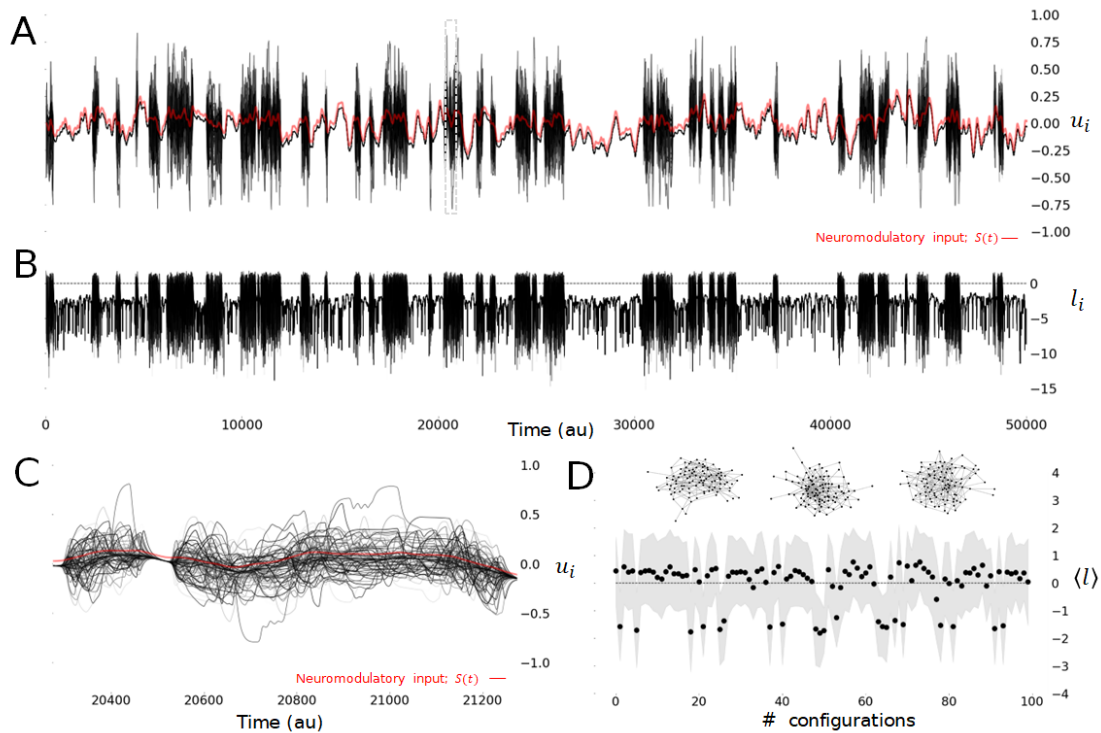 A
1.00
0.75
0.50
0.25
0.00
u_i
−0.25
−0.50
−0.75
−1.00
Neuromodulatory input; S(t)
B
0
l_i
−5
−10
−15
0 10000 20000 30000 40000 50000
Time (au)
C
1.0
0.5
0.0
u_i
−0.5
−1.0
Neuromodulatory input; S(t)
20400 20600 20800 21000 21200
Time (au)
D
4
3
2
1
0
⟨l⟩
−1
−2
−3
−4
0 20 40 60 80 100
# configurations